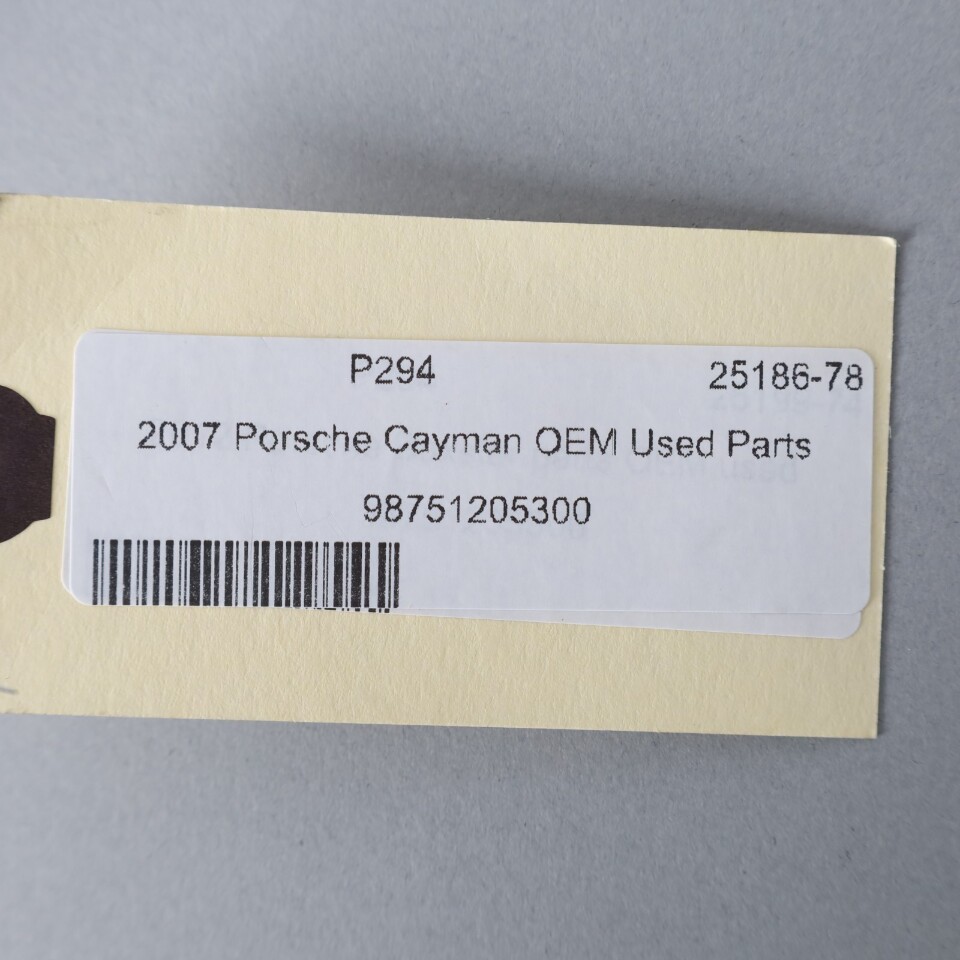 P294 25186-78
2007 Porsche Cayman OEM Used Parts
98751205300